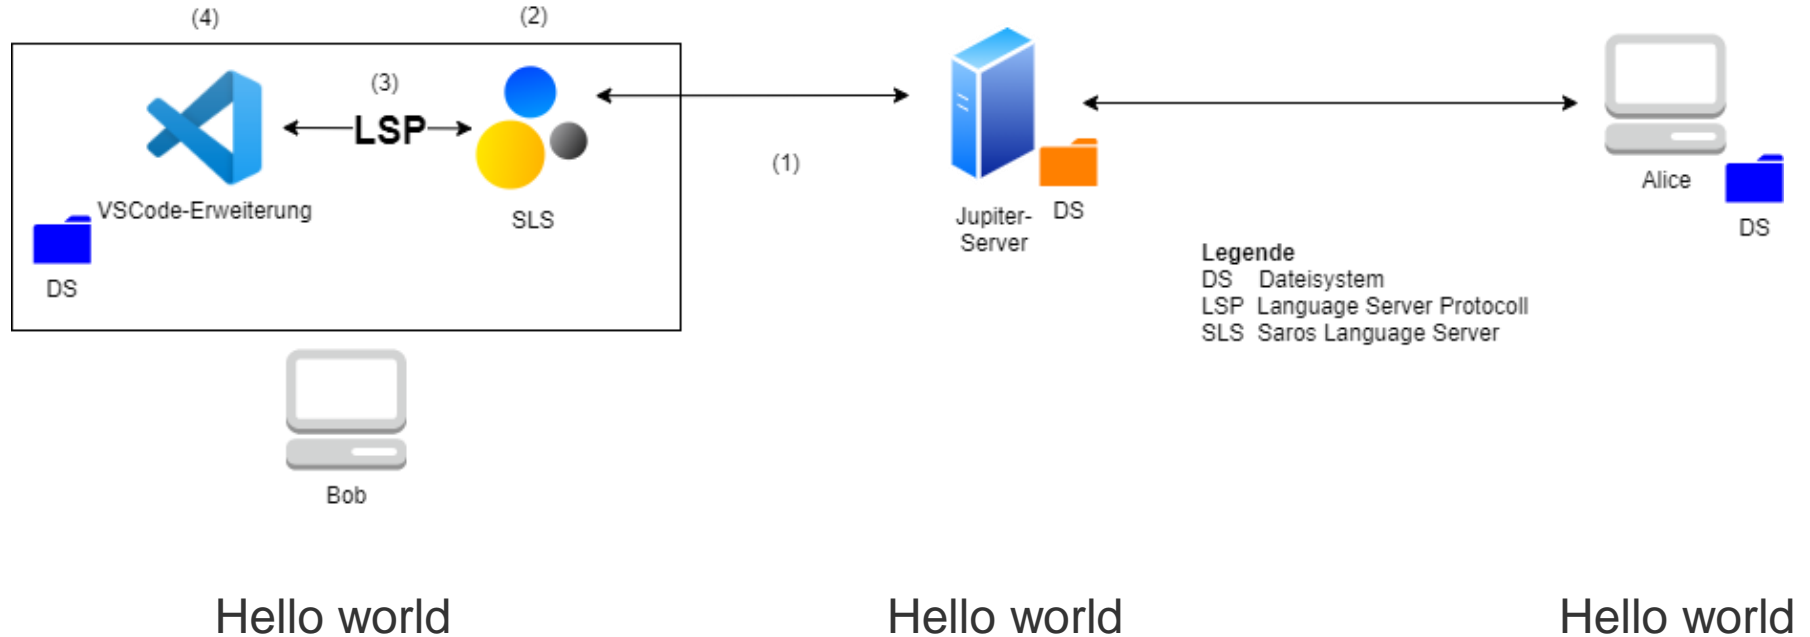 (4)
(2)
(3)
LSP
(1)
VSCode-Erweiterung
SLS
DS
Jupiter-
Server
DS
Alice
DS
Legende
DS Dateisystem
LSP Language Server Protocoll
SLS Saros Language Server
Bob
Hello world
Hello world
Hello world